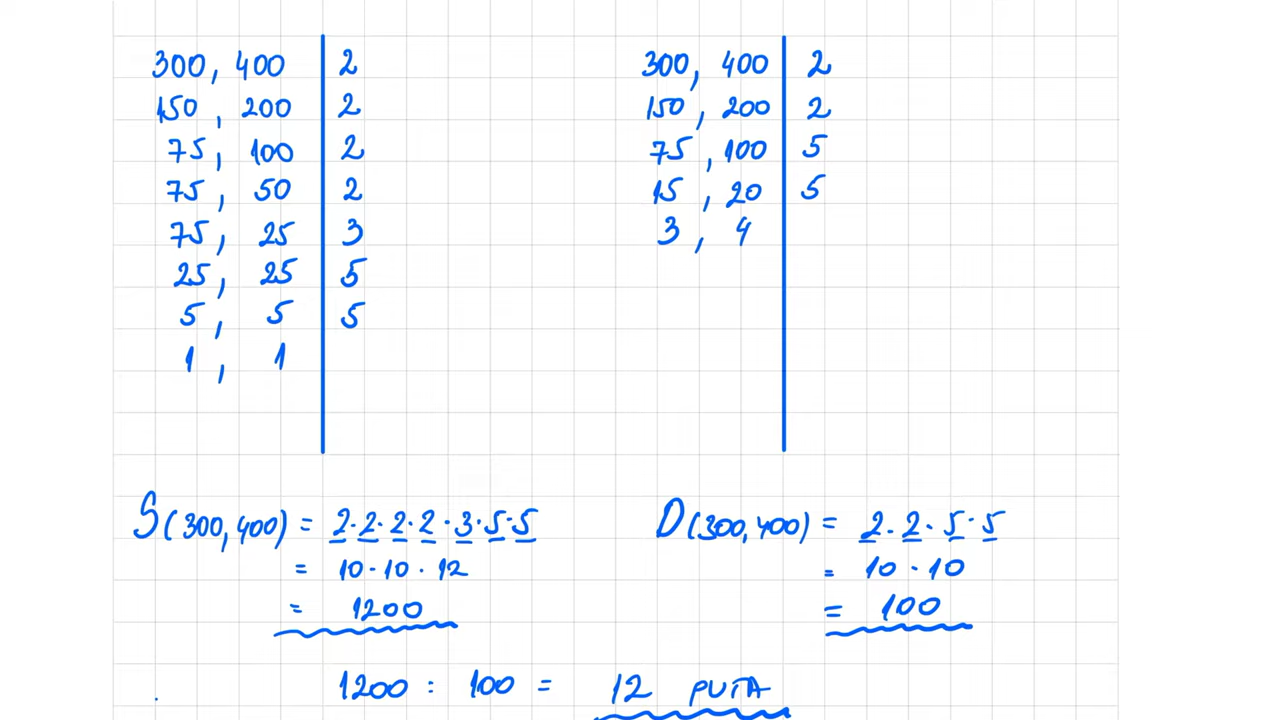 300, 400 | 2
150, 200 | 2
75, 100 | 2
75, 50 | 2
75, 25 | 3
25, 25 | 5
5, 5 | 5
1, 1 |
300, 400 | 2
150, 200 | 2
75, 100 | 5
15, 20 | 5
3, 4 |
S(300,400) = 2·2·2·2·3·5·5
= 10·10·12
= 1200
D(300,400) = 2·2·5·5
= 10·10
= 100
1200 : 100 = 12 PUTA